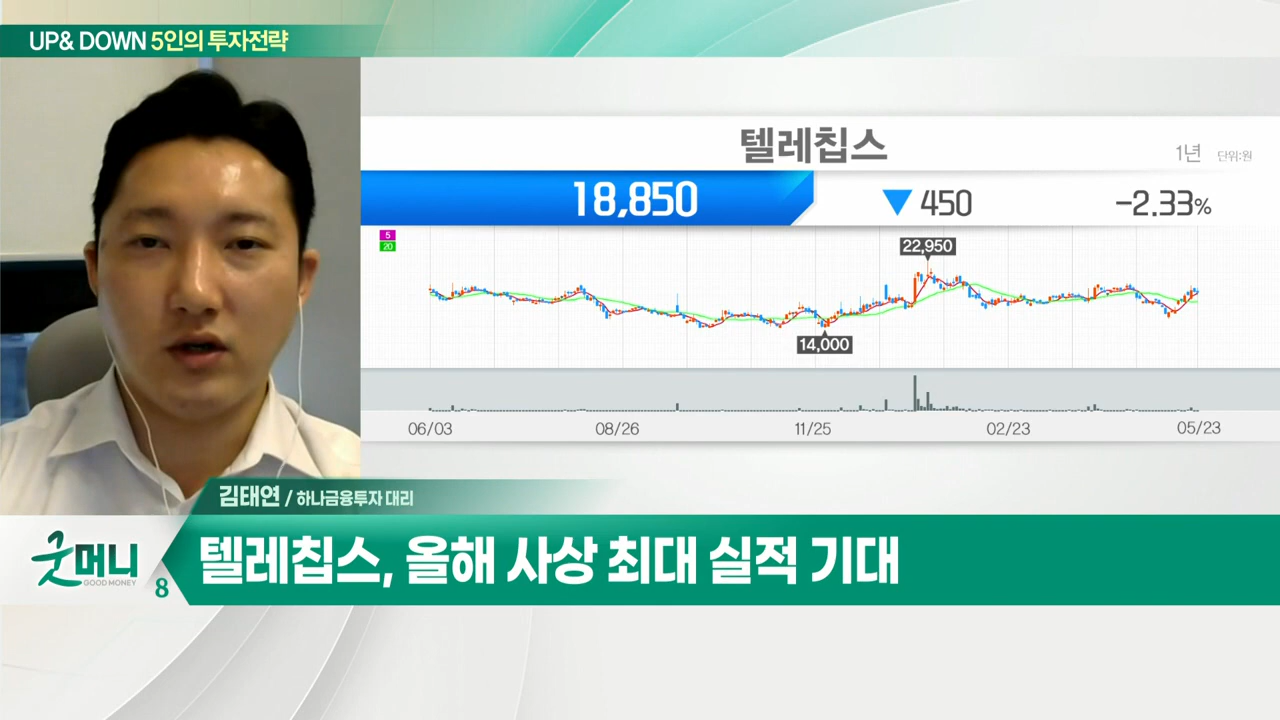 UP& DOWN 5인의 투자전략
텔레칩스
1년 단위:원
18,850 ▼ 450 -2.33%
5
20
22,950
14,000
06/03 08/26 11/25 02/23 05/23
김태연 / 하나금융투자 대리
굿머니
GOOD MONEY
8
텔레칩스, 올해 사상 최대 실적 기대